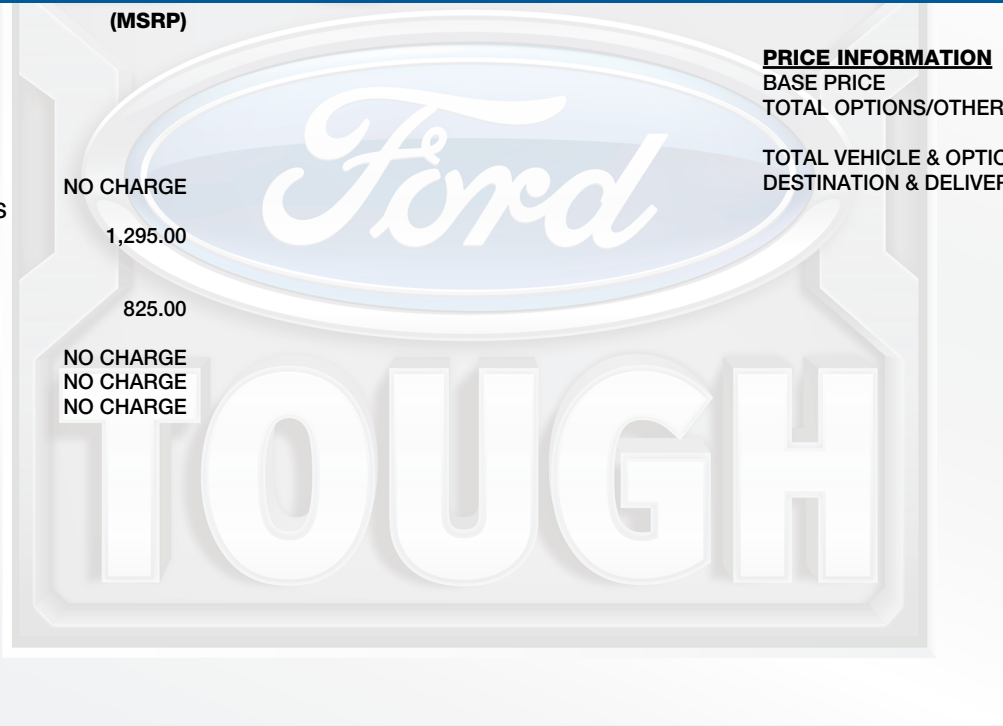 (MSRP)
NO CHARGE
S
1,295.00
825.00
NO CHARGE
NO CHARGE
NO CHARGE
PRICE INFORMATION
BASE PRICE
TOTAL OPTIONS/OTHER
TOTAL VEHICLE & OPTIO
DESTINATION & DELIVER
Ford
TOUGH